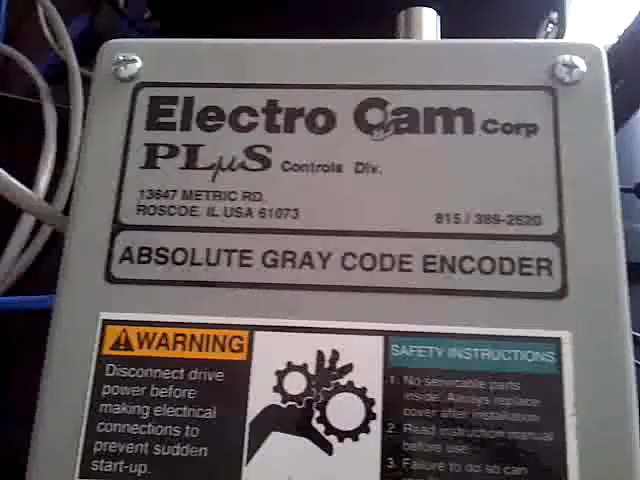 Electro Cam Corp
PLµS Controls Div.
13647 METRIC RD.
ROSCOE, IL USA 61073
815 / 389-2620
ABSOLUTE GRAY CODE ENCODER
WARNING
Disconnect drive
power before
making electrical
connections to
prevent sudden
start-up.
SAFETY INSTRUCTIONS
1. No servicable parts
inside. Always replace
cover after installation
2. Read instruction manual
before use.
3. Failure to do so can